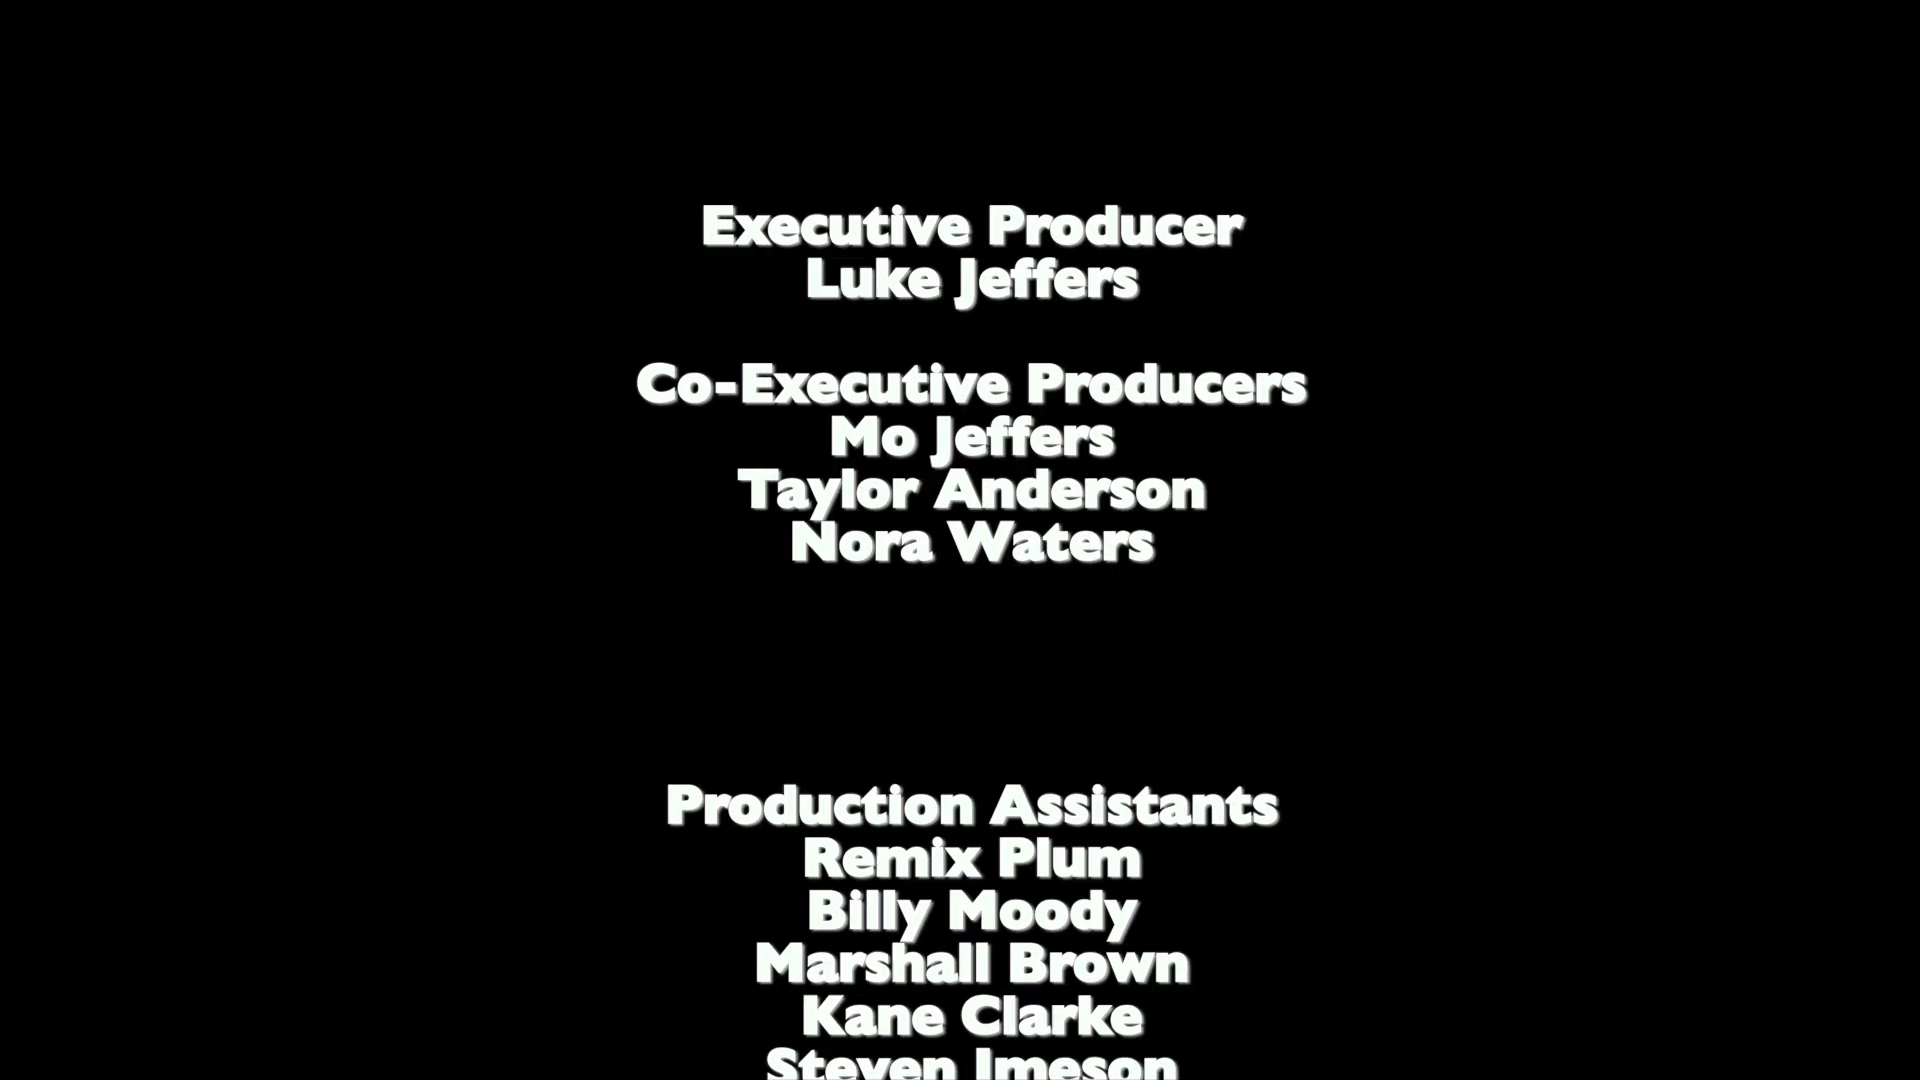 Executive Producer
Luke Jeffers
Co-Executive Producers
Mo Jeffers
Taylor Anderson
Nora Waters
Production Assistants
Remix Plum
Billy Moody
Marshall Brown
Kane Clarke
Steven Imeson